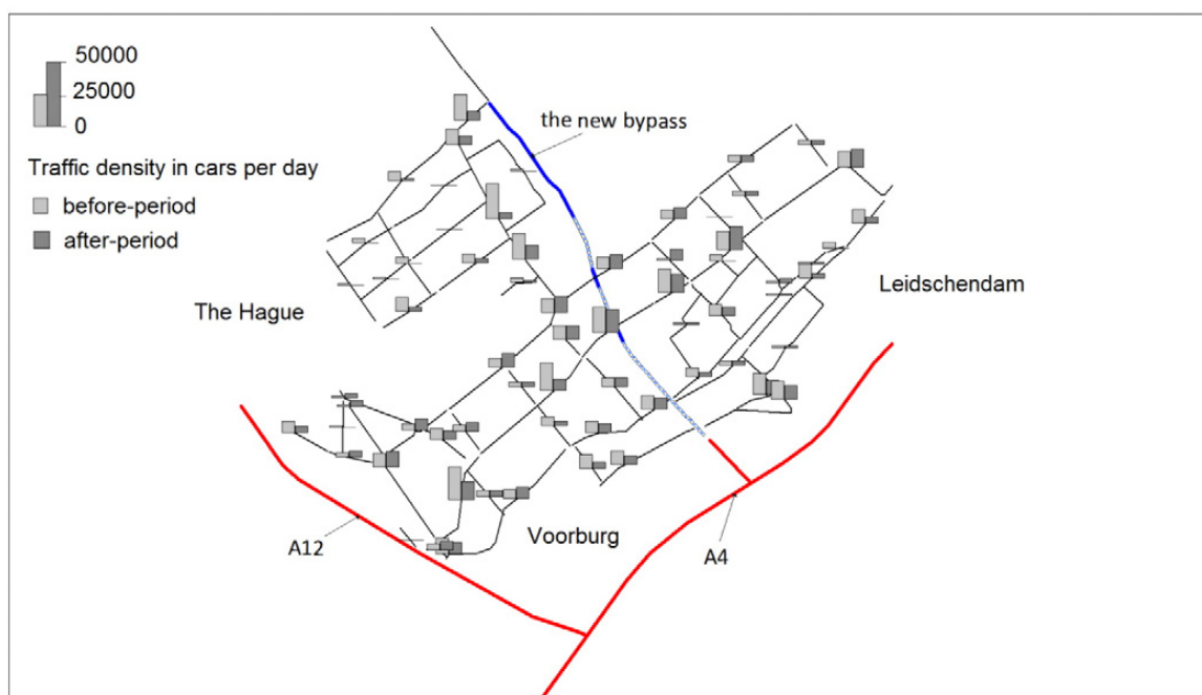 50000
25000
0
Traffic density in cars per day
before-period
after-period
the new bypass
The Hague
Leidschendam
Voorburg
A12
A4